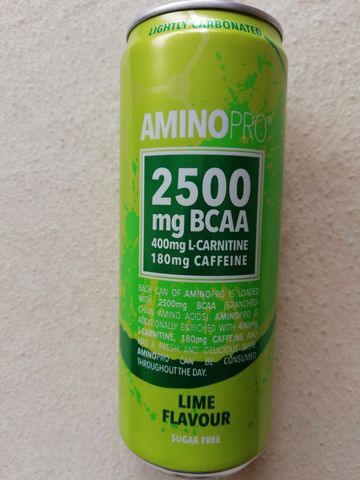 LIGHTLY CARBONATED
AMINOPRO™
2500
mg BCAA
400mg L-CARNITINE
180mg CAFFEINE
EACH CAN OF AMINOPRO IS LOADED
WITH 2500mg BCAA (BRANCHED
CHAIN AMINO ACIDS). AMINOPRO IS
ADDITIONALLY ENRICHED WITH 400mg
L-CARNITINE, 180mg CAFFEINE AND
HAS A FRESH AND DELICIOUS TASTE.
AMINOPRO CAN BE CONSUMED
THROUGHOUT THE DAY.
LIME
FLAVOUR
SUGAR FREE